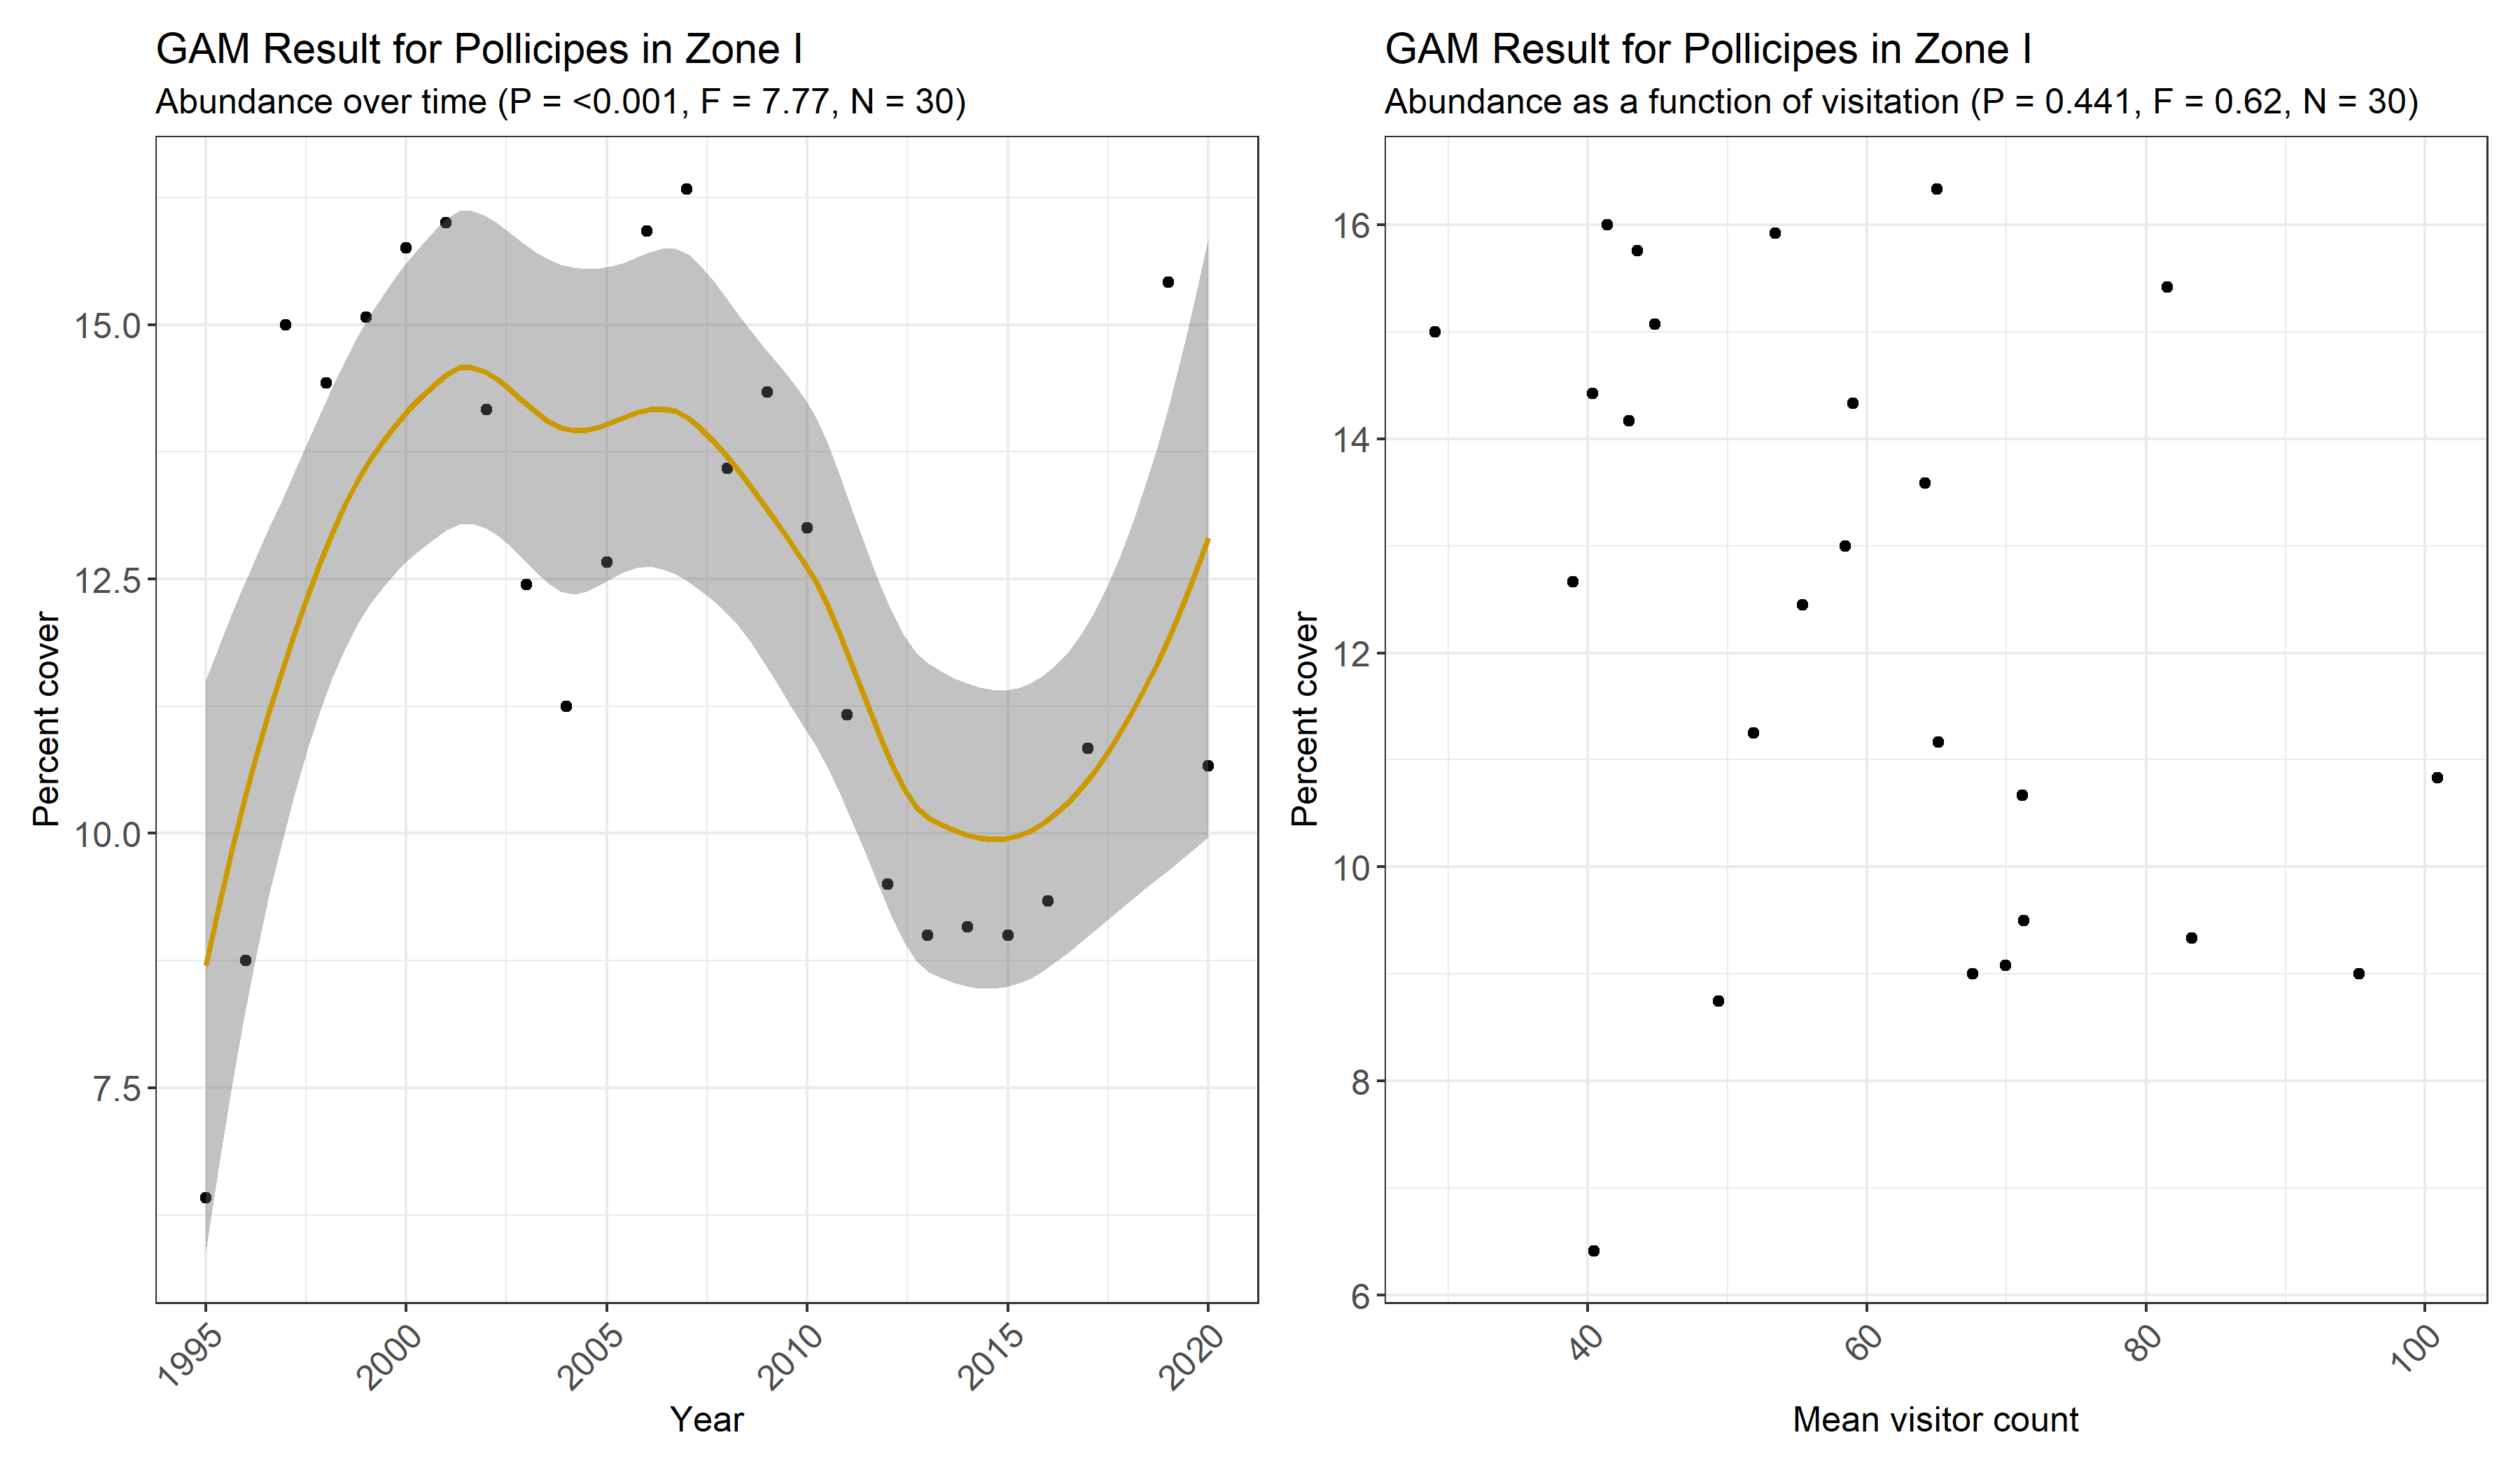 GAM Result for Pollicipes in Zone I
Abundance over time (P = <0.001, F = 7.77, N = 30)
Percent cover
15.0
12.5
10.0
7.5
1995
2000
2005
2010
2015
2020
Year
GAM Result for Pollicipes in Zone I
Abundance as a function of visitation (P = 0.441, F = 0.62, N = 30)
Percent cover
16
14
12
10
8
6
40
60
80
100
Mean visitor count